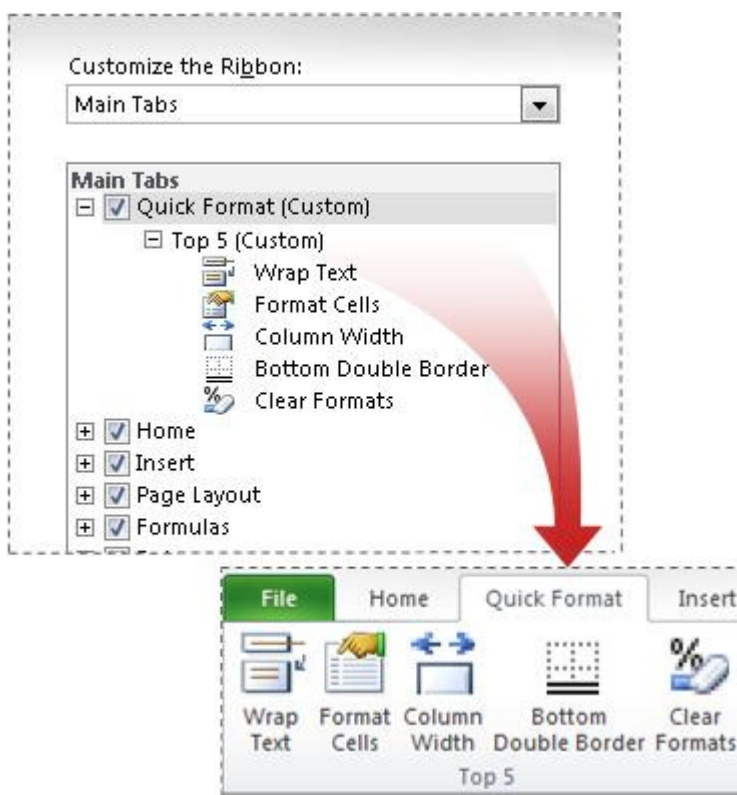 Customize the Ribbon:
Main Tabs
Main Tabs
Quick Format (Custom)
Top 5 (Custom)
Wrap Text
Format Cells
Column Width
Bottom Double Border
Clear Formats
Home
Insert
Page Layout
Formulas
File Home Quick Format Insert
Wrap Format Column Bottom Clear
Text Cells Width Double Border Formats
Top 5